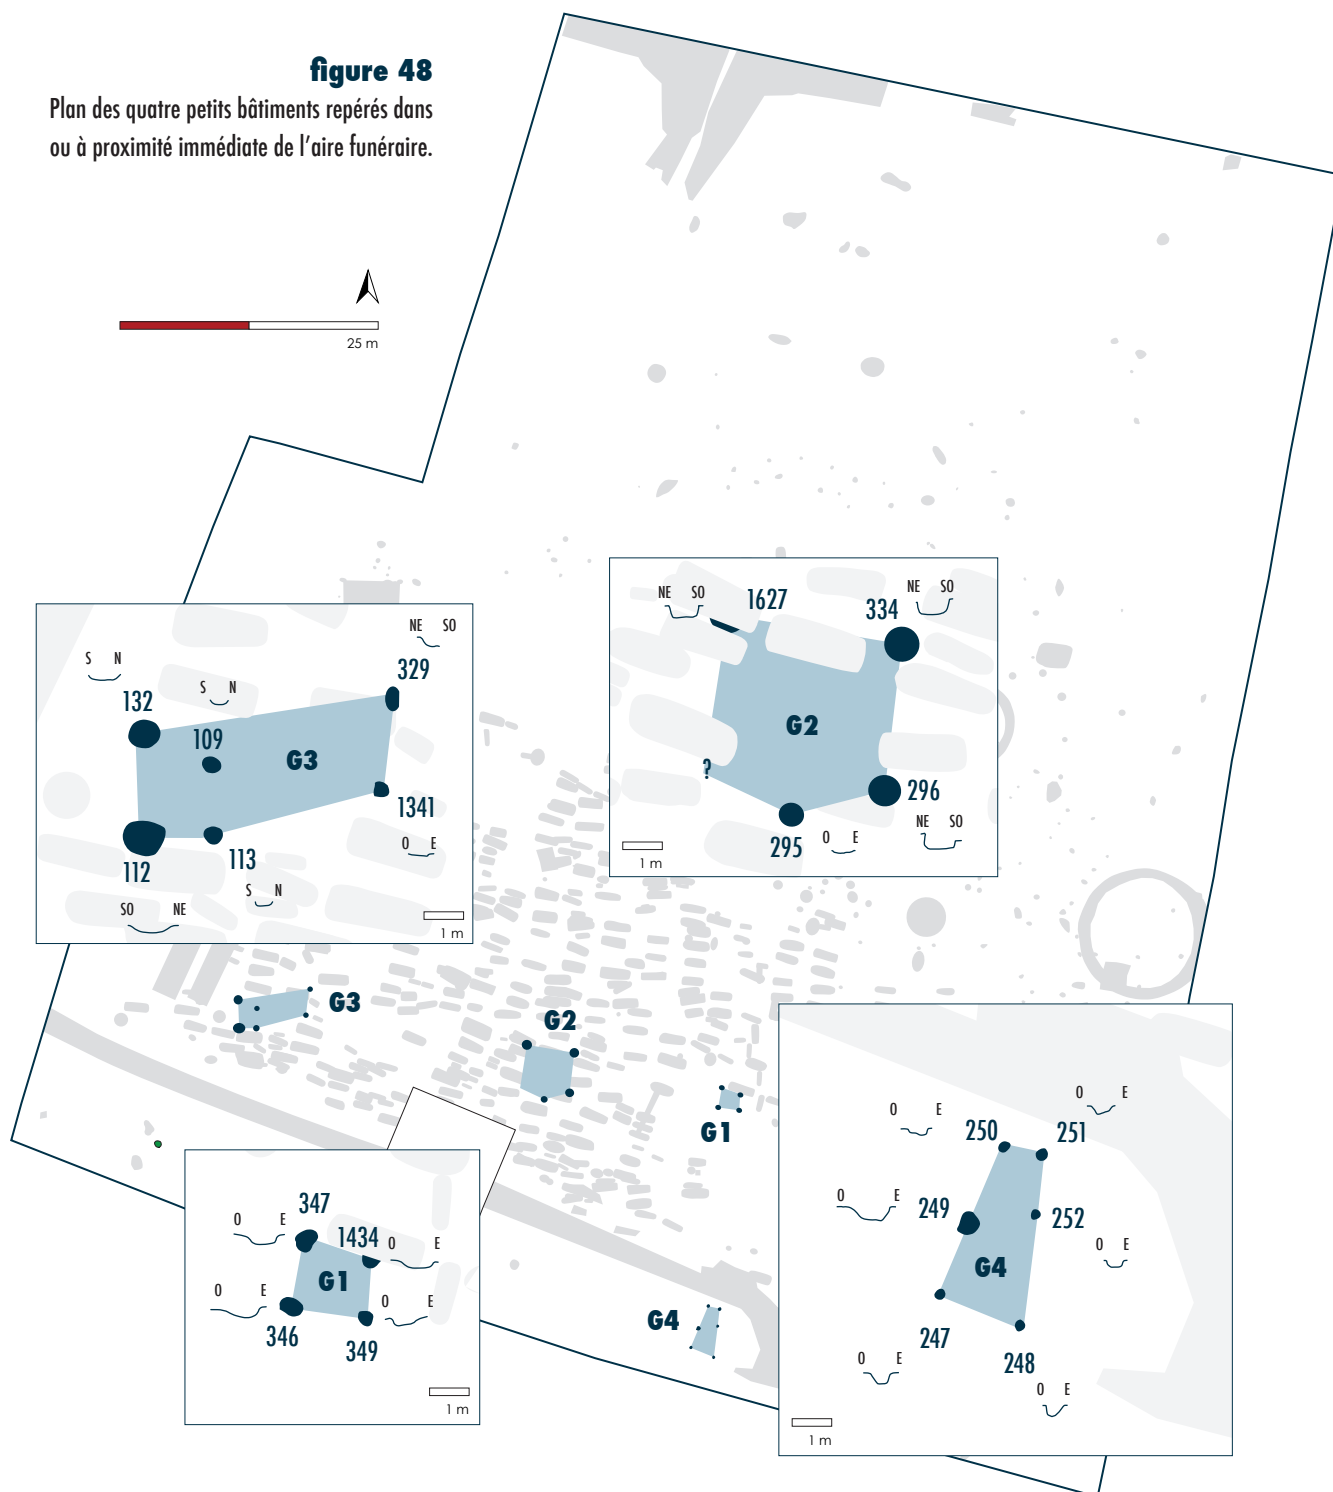 figure 48
Plan des quatre petits bâtiments repérés dans
ou à proximité immédiate de l'aire funéraire.
25 m
NE SO
1627
334
NE SO
G2
?
296
295
O E
NE SO
1 m
NE SO
S N
329
132
S N
109
G3
1341
O E
112
113
S N
SO NE
1 m
G3
G2
G1
G4
347
O E
1434
O E
G1
O E
O E
346
349
1 m
O E
O E
250
251
O E
249
252
O E
G4
247
248
O E
O E
1 m